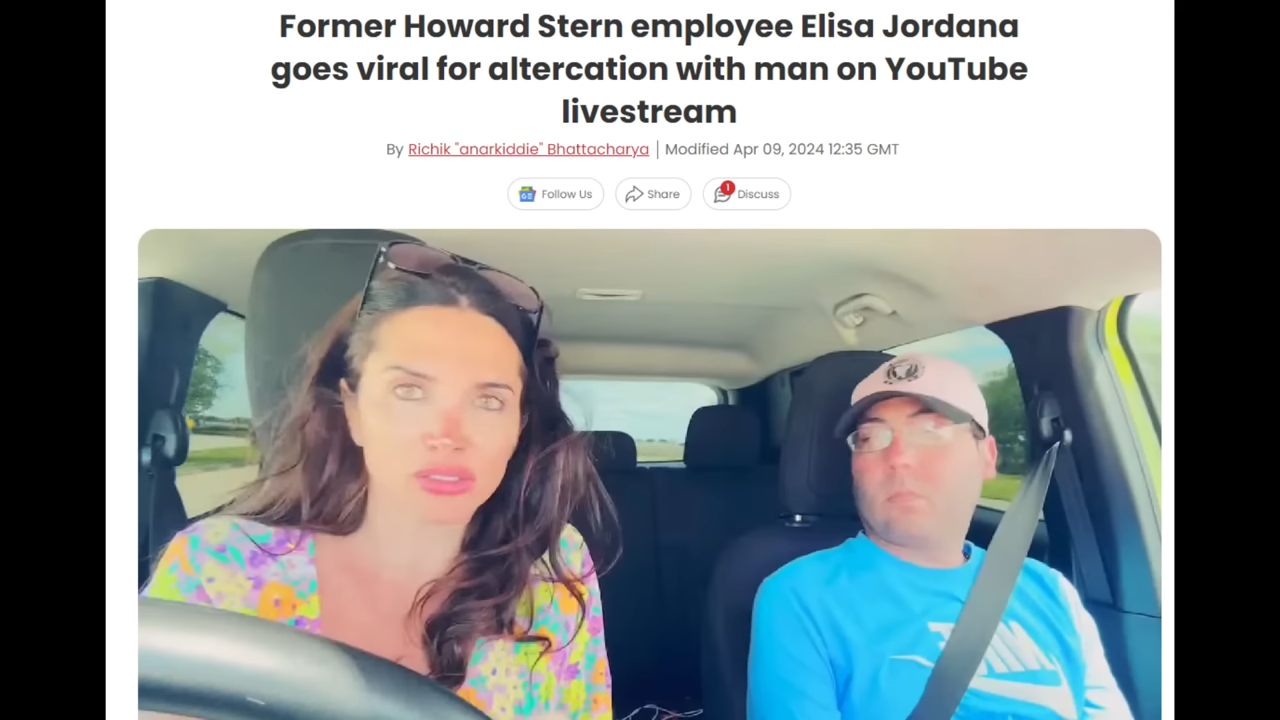 Former Howard Stern employee Elisa Jordana
goes viral for altercation with man on YouTube
livestream
By Richik "anarkiddie" Bhattacharya | Modified Apr 09, 2024 12:35 GMT
Follow Us
Share
1
Discuss